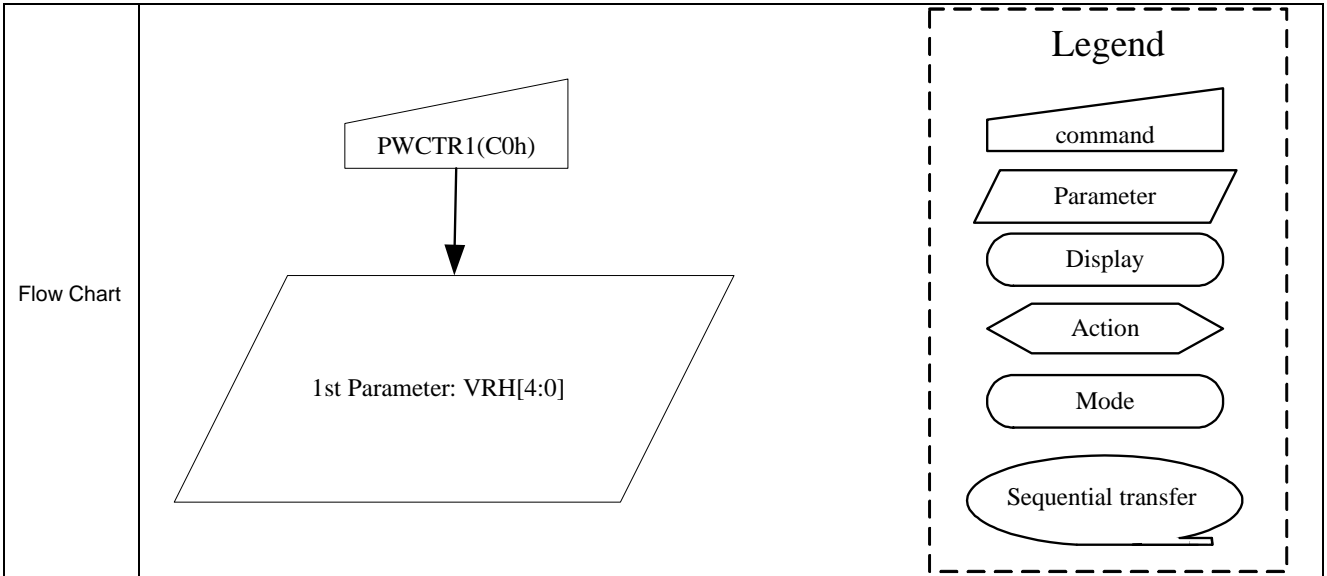 Flow Chart
PWCTR1(C0h)
1st Parameter: VRH[4:0]
Legend
command
Parameter
Display
Action
Mode
Sequential transfer